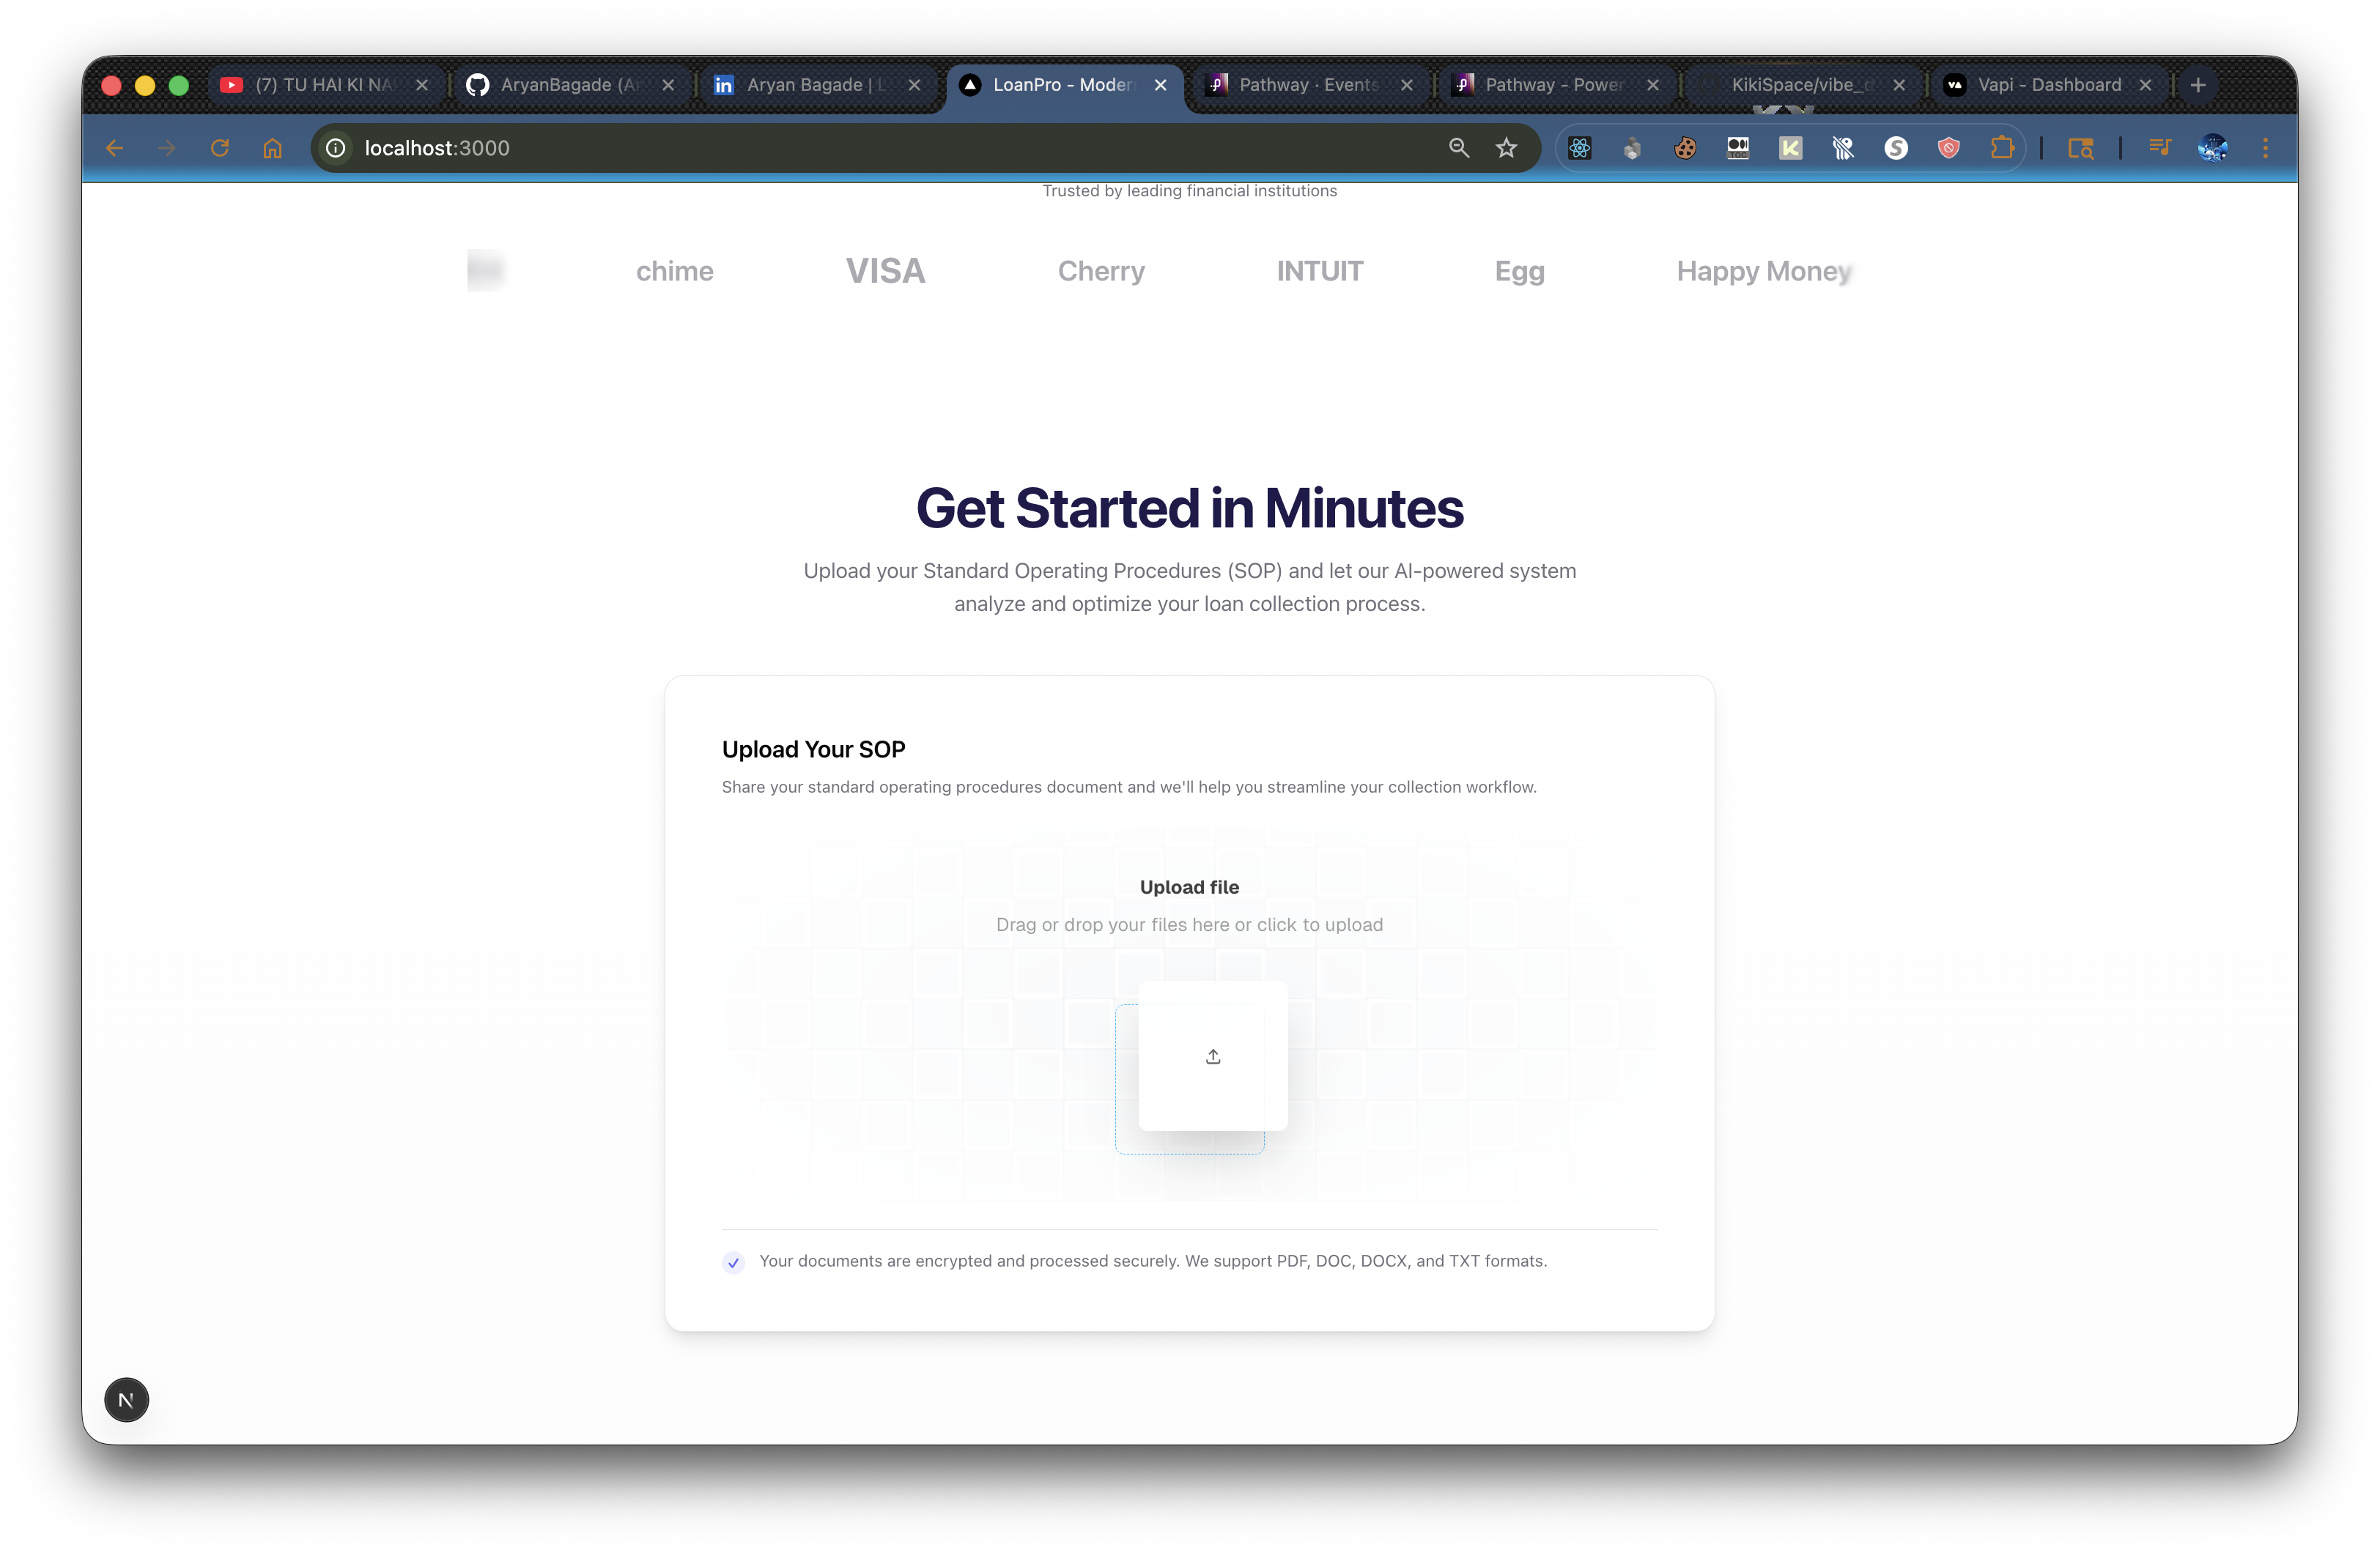 (7) TU HAI KI NA
AryanBagade (Ar
Aryan Bagade | L
LoanPro - Moder
Pathway · Events
Pathway - Power
KikiSpace/vibe_d
Vapi - Dashboard
localhost:3000
Trusted by leading financial institutions
chime
VISA
Cherry
INTUIT
Egg
Happy Money
Get Started in Minutes
Upload your Standard Operating Procedures (SOP) and let our AI-powered system
analyze and optimize your loan collection process.
Upload Your SOP
Share your standard operating procedures document and we'll help you streamline your collection workflow.
Upload file
Drag or drop your files here or click to upload
Your documents are encrypted and processed securely. We support PDF, DOC, DOCX, and TXT formats.
N